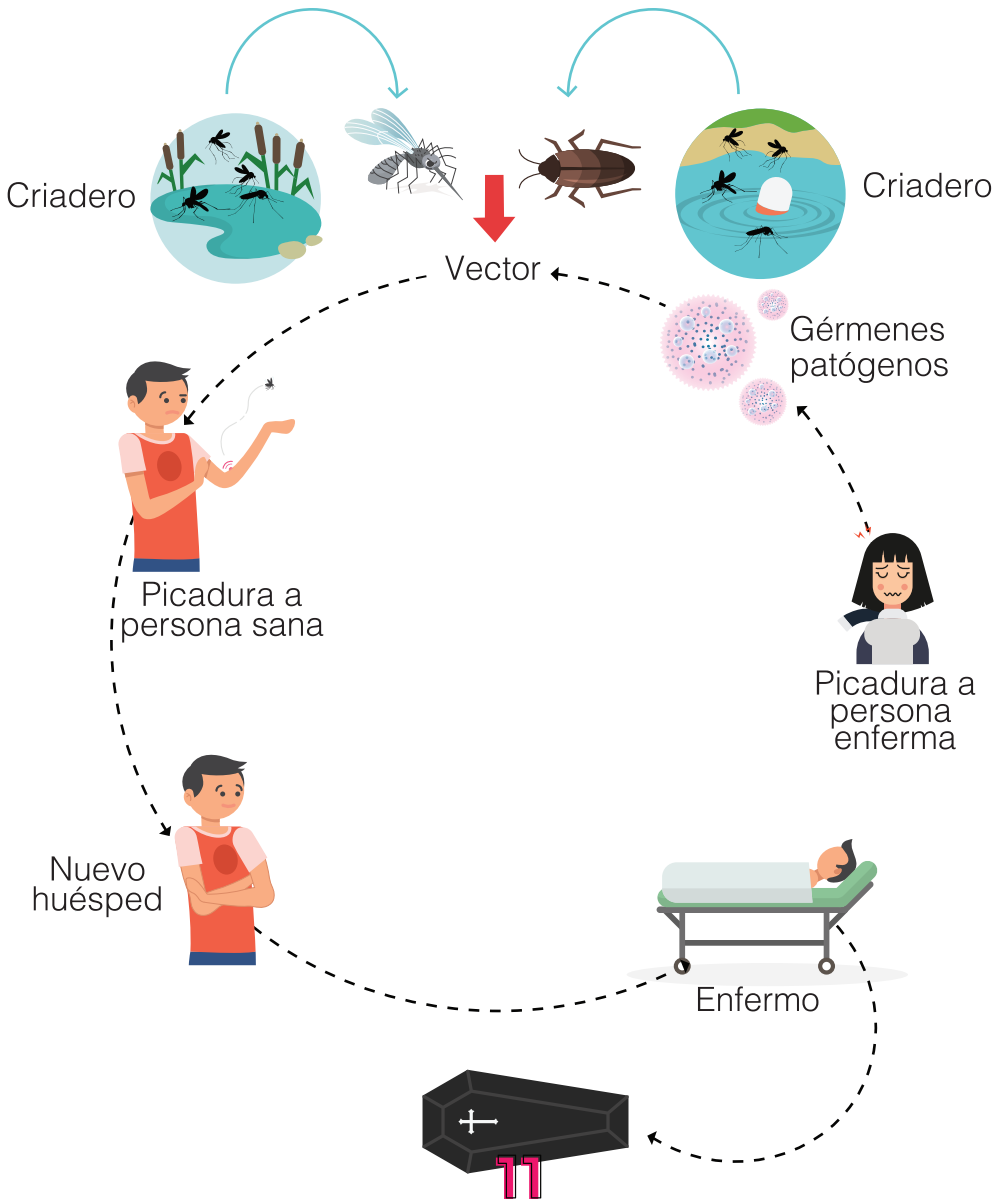 Criadero
Criadero
Vector
Gérmenes
patógenos
Picadura a
persona sana
Picadura a
persona
enferma
Nuevo
huésped
Enfermo
11